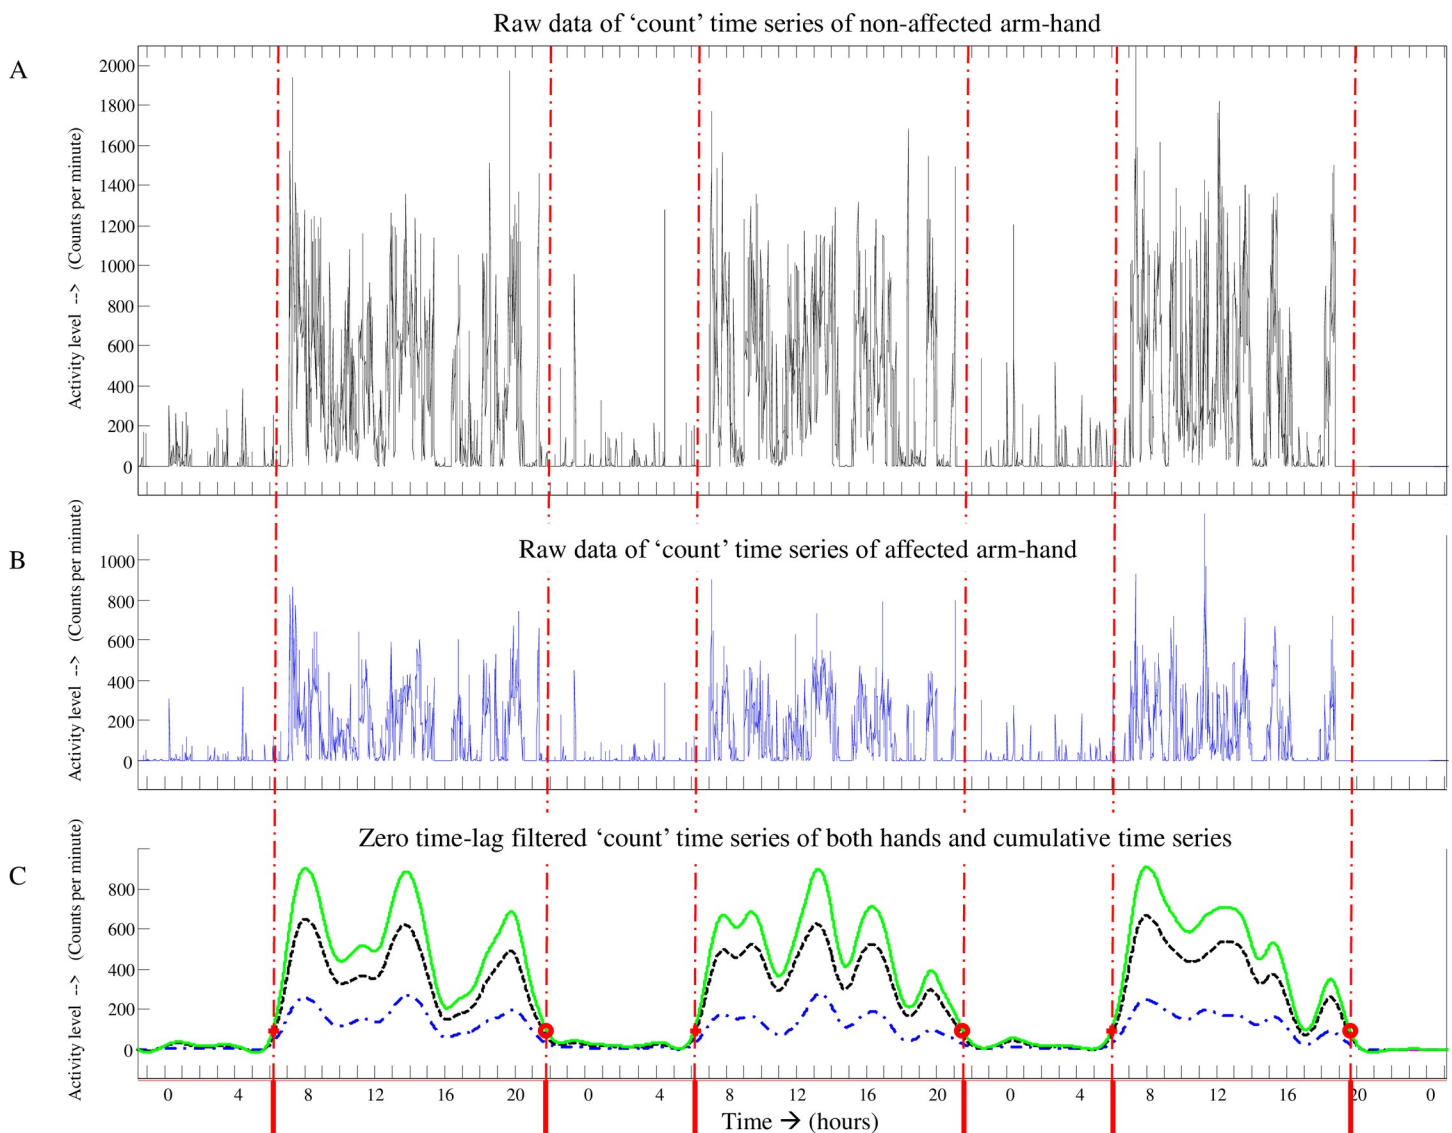 Raw data of ‘count’ time series of non-affected arm-hand
A
Activity level --> (Counts per minute)
2000
1800
1600
1400
1200
1000
800
600
400
200
0
Raw data of ‘count’ time series of affected arm-hand
B
Activity level --> (Counts per minute)
1000
800
600
400
200
0
Zero time-lag filtered ‘count’ time series of both hands and cumulative time series
C
Activity level --> (Counts per minute)
800
600
400
200
0
0 4 8 12 16 20 0 4 8 12 16 20 0 4 8 12 16 20 0
Time → (hours)